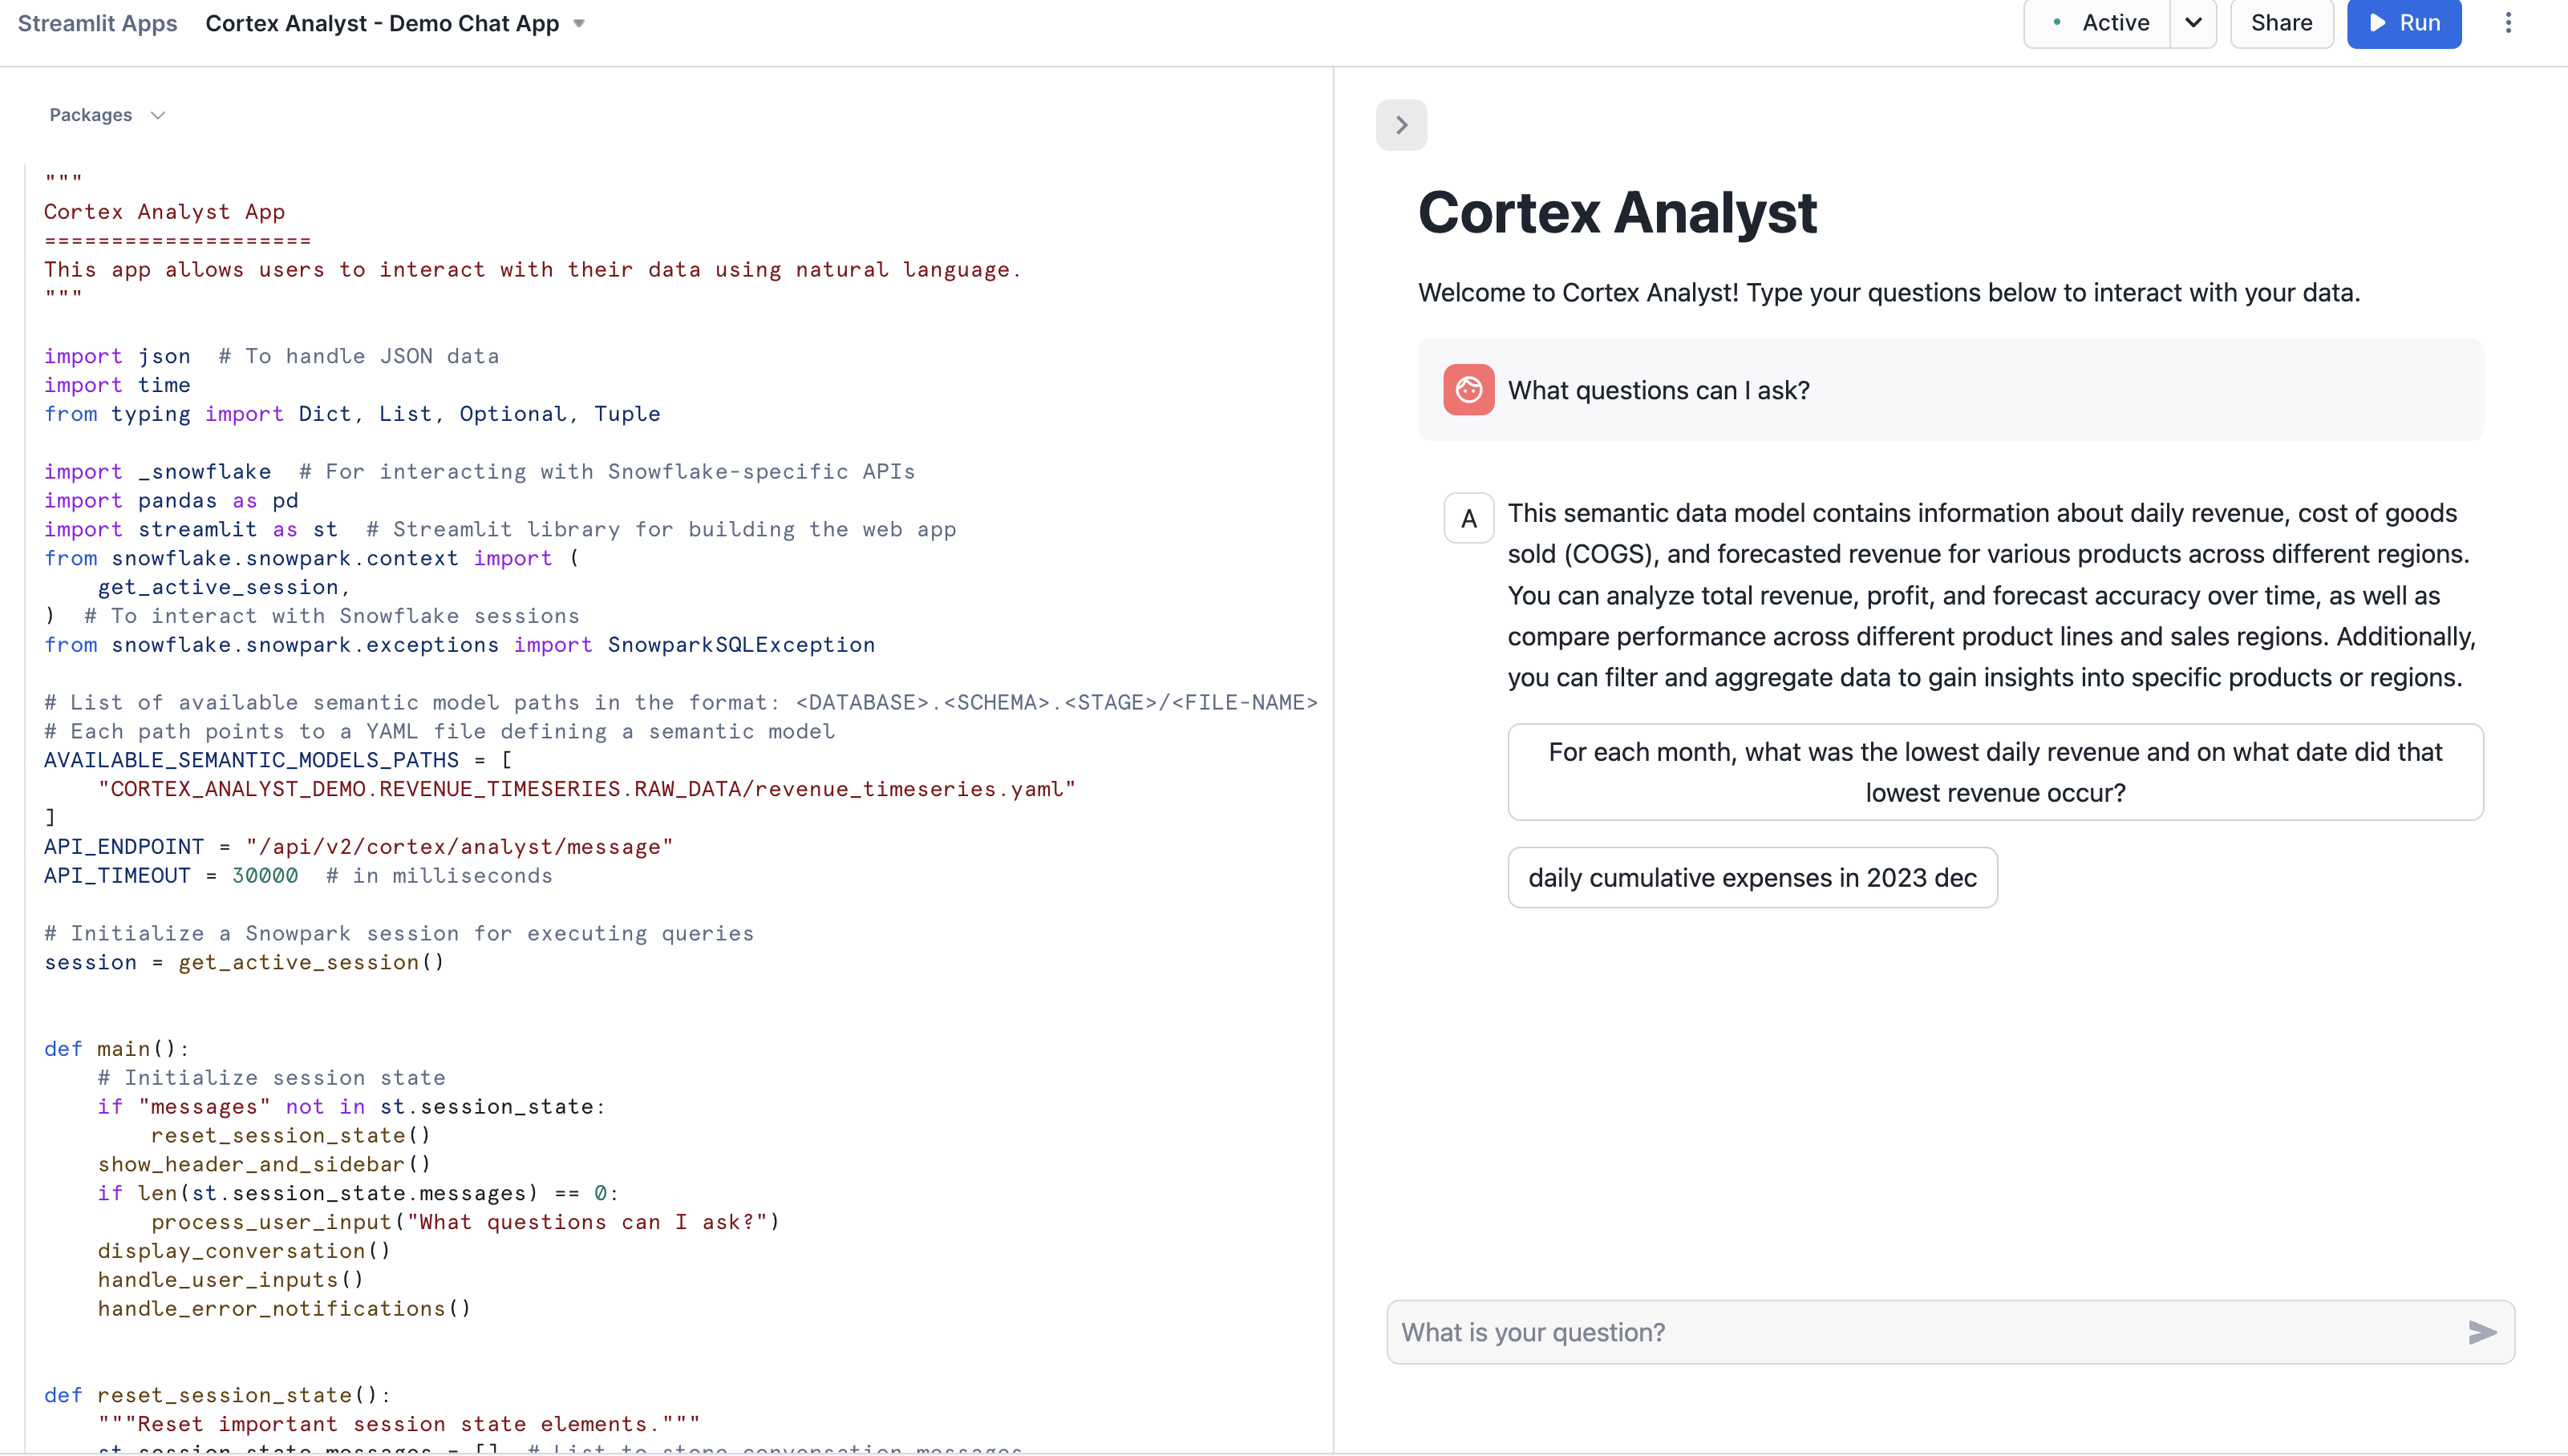 Streamlit Apps Cortex Analyst - Demo Chat App
Active Share Run
Packages
"""
Cortex Analyst App
====================
This app allows users to interact with their data using natural language.
"""
import json  # To handle JSON data
import time
from typing import Dict, List, Optional, Tuple
import _snowflake  # For interacting with Snowflake-specific APIs
import pandas as pd
import streamlit as st  # Streamlit library for building the web app
from snowflake.snowpark.context import (
    get_active_session,
)  # To interact with Snowflake sessions
from snowflake.snowpark.exceptions import SnowparkSQLException
# List of available semantic model paths in the format: <DATABASE>.<SCHEMA>.<STAGE>/<FILE-NAME>
# Each path points to a YAML file defining a semantic model
AVAILABLE_SEMANTIC_MODELS_PATHS = [
    "CORTEX_ANALYST_DEMO.REVENUE_TIMESERIES.RAW_DATA/revenue_timeseries.yaml"
]
API_ENDPOINT = "/api/v2/cortex/analyst/message"
API_TIMEOUT = 30000  # in milliseconds
# Initialize a Snowpark session for executing queries
session = get_active_session()
def main():
    # Initialize session state
    if "messages" not in st.session_state:
        reset_session_state()
    show_header_and_sidebar()
    if len(st.session_state.messages) == 0:
        process_user_input("What questions can I ask?")
    display_conversation()
    handle_user_inputs()
    handle_error_notifications()
def reset_session_state():
    """Reset important session state elements."""
    st.session_state.messages = []  # List to store conversation messages
Cortex Analyst
Welcome to Cortex Analyst! Type your questions below to interact with your data.
What questions can I ask?
A
This semantic data model contains information about daily revenue, cost of goods
sold (COGS), and forecasted revenue for various products across different regions.
You can analyze total revenue, profit, and forecast accuracy over time, as well as
compare performance across different product lines and sales regions. Additionally,
you can filter and aggregate data to gain insights into specific products or regions.
For each month, what was the lowest daily revenue and on what date did that
lowest revenue occur?
daily cumulative expenses in 2023 dec
What is your question?